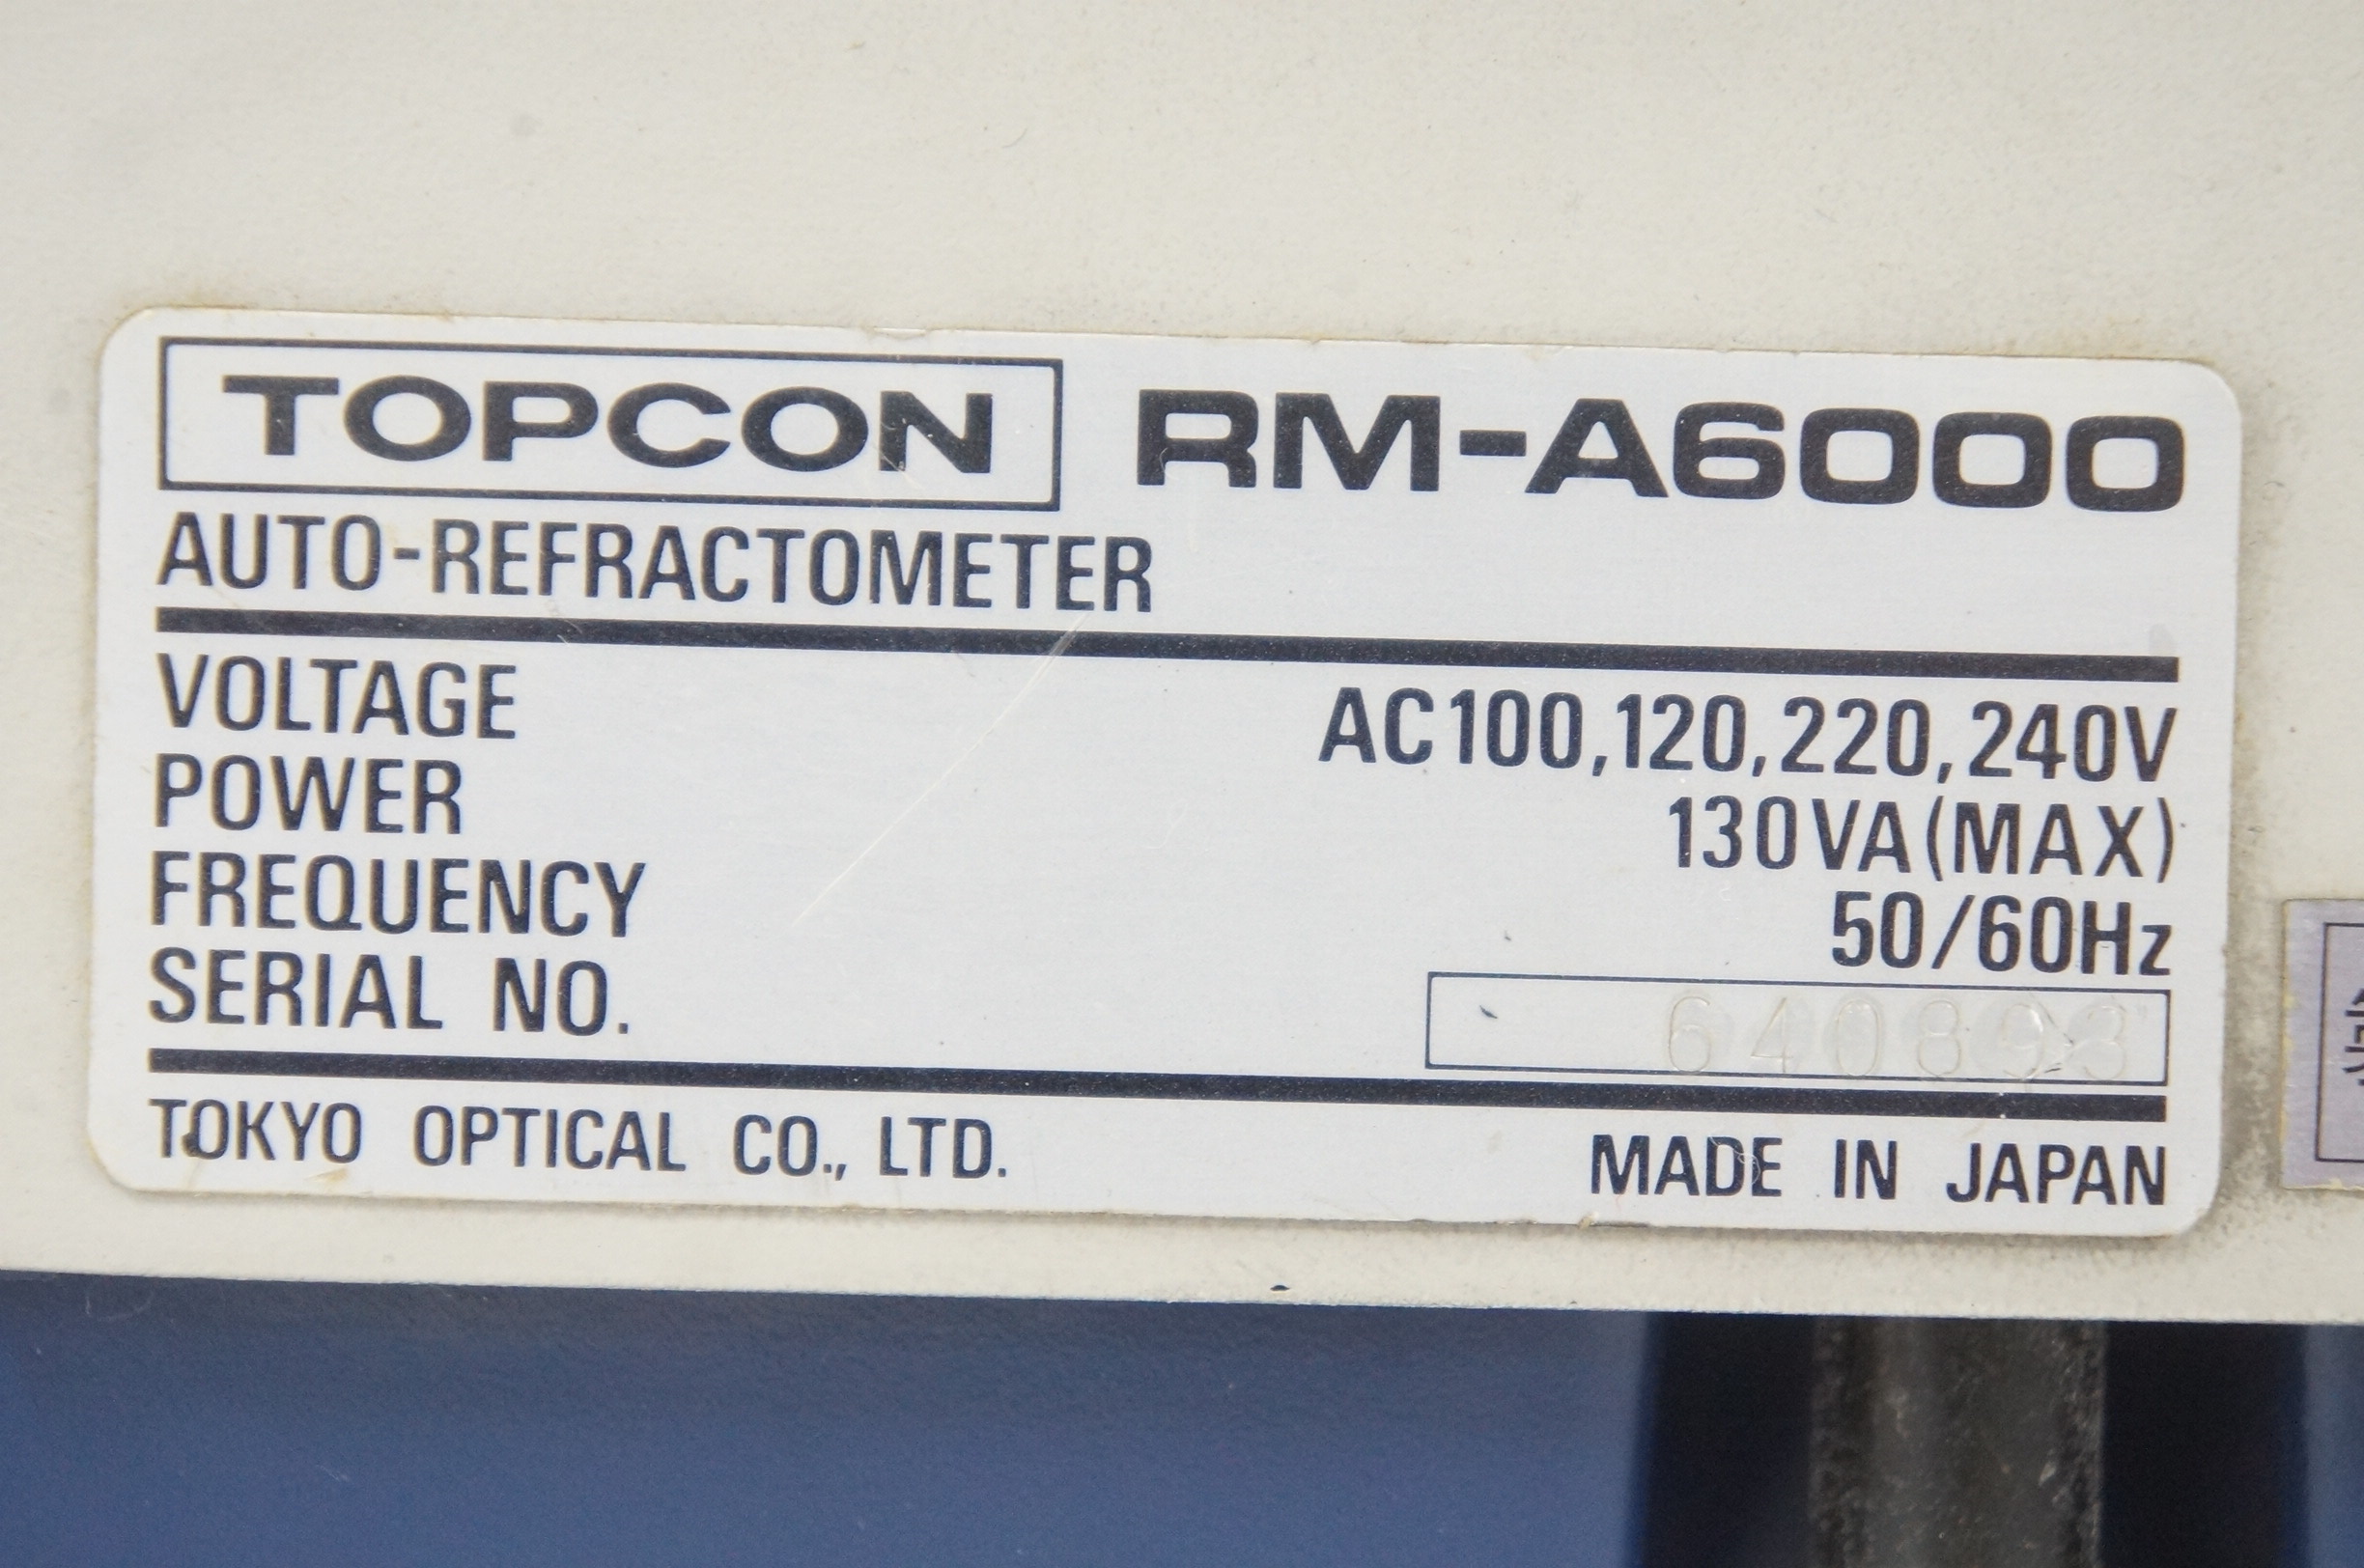 TOPCON RM-A6000
AUTO-REFRACTOMETER
VOLTAGE AC100,120,220,240V
POWER 130VA(MAX)
FREQUENCY 50/60Hz
SERIAL NO. 640893
TOKYO OPTICAL CO., LTD. MADE IN JAPAN